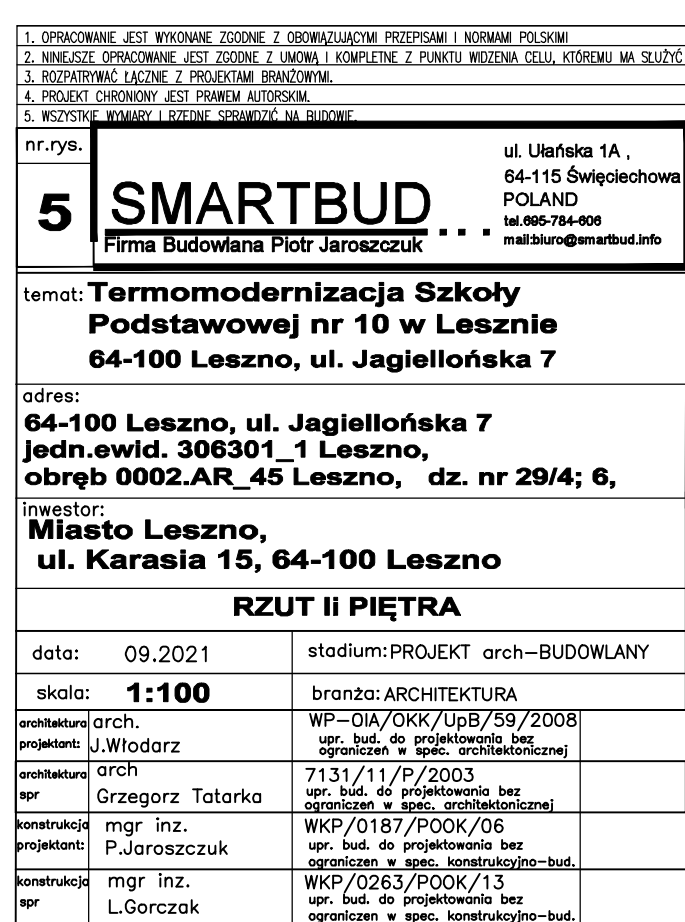 1. OPRACOWANIE JEST WYKONANE ZGODNIE Z OBOWIĄZUJĄCYMI PRZEPISAMI I NORMAMI POLSKIMI
2. NINIEJSZE OPRACOWANIE JEST ZGODNE Z UMOWĄ I KOMPLETNE Z PUNKTU WIDZENIA CELU, KTÓREMU MA SŁUŻYĆ
3. ROZPATRYWAĆ ŁĄCZNIE Z PROJEKTAMI BRANŻOWYMI.
4. PROJEKT CHRONIONY JEST PRAWEM AUTORSKIM.
5. WSZYSTKIE WYMIARY I RZĘDNE SPRAWDZIĆ NA BUDOWIE.
nr.rys.
5
SMARTBUD...
Firma Budowlana Piotr Jaroszczuk
ul. Ułańska 1A ,
64-115 Święciechowa
POLAND
tel.695-784-606
mail:biuro@smartbud.info
temat: Termomodernizacja Szkoły
Podstawowej nr 10 w Lesznie
64-100 Leszno, ul. Jagiellońska 7
adres:
64-100 Leszno, ul. Jagiellońska 7
jedn.ewid. 306301_1 Leszno,
obręb 0002.AR_45 Leszno, dz. nr 29/4; 6,
inwestor:
Miasto Leszno,
ul. Karasia 15, 64-100 Leszno
RZUT Ii PIĘTRA
data: 09.2021 stadium: PROJEKT arch-BUDOWLANY
skala: 1:100 branża: ARCHITEKTURA
architektura arch. WP-OIA/OKK/UpB/59/2008
projektant: J.Włodarz upr. bud. do projektowania bez
ograniczeń w spec. architektonicznej
architektura arch 7131/11/P/2003
spr Grzegorz Tatarka upr. bud. do projektowania bez
ograniczeń w spec. architektonicznej
konstrukcja mgr inz. WKP/0187/POOK/06
projektant: P.Jaroszczuk upr. bud. do projektowania bez
ograniczen w spec. konstrukcyjno-bud.
konstrukcja mgr inz. WKP/0263/POOK/13
spr L.Gorczak upr. bud. do projektowania bez
ograniczen w spec. konstrukcyjno-bud.